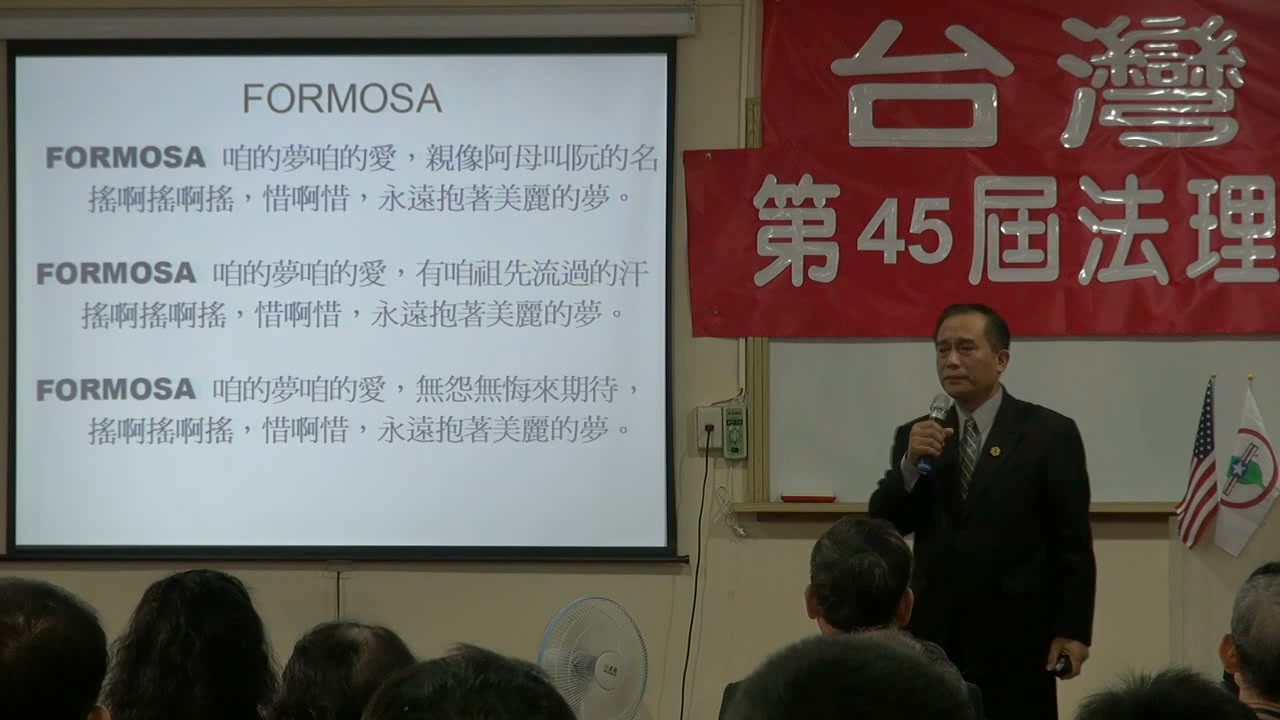 FORMOSA
FORMOSA 咱的夢咱的愛，親像阿母叫阮的名
搖啊搖啊搖，惜啊惜，永遠抱著美麗的夢。
FORMOSA 咱的夢咱的愛，有咱祖先流過的汗
搖啊搖啊搖，惜啊惜，永遠抱著美麗的夢。
FORMOSA 咱的夢咱的愛，無怨無悔來期待，
搖啊搖啊搖，惜啊惜，永遠抱著美麗的夢。
台灣
第45屆法理